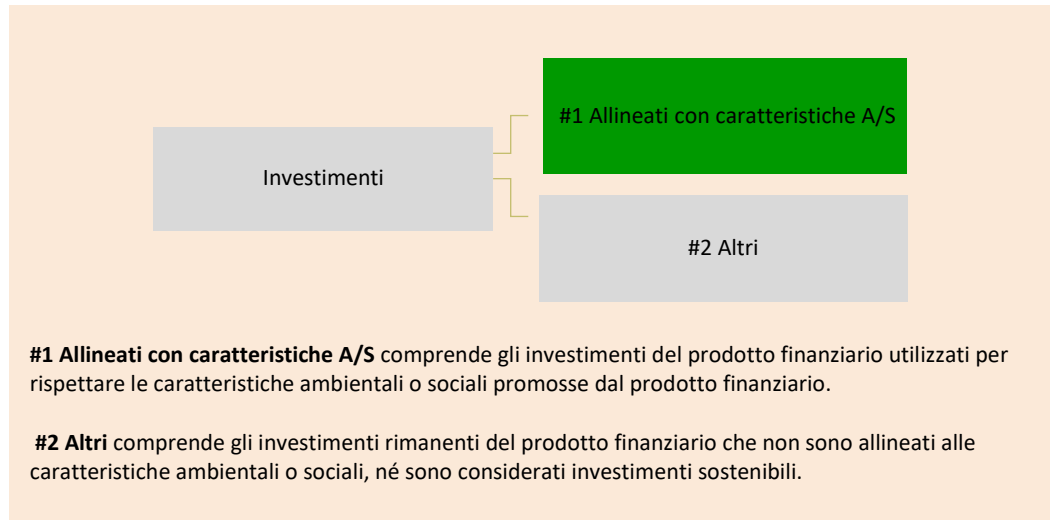 #1 Allineati con caratteristiche A/S
Investimenti
#2 Altri
#1 Allineati con caratteristiche A/S comprende gli investimenti del prodotto finanziario utilizzati per
rispettare le caratteristiche ambientali o sociali promosse dal prodotto finanziario.
#2 Altri comprende gli investimenti rimanenti del prodotto finanziario che non sono allineati alle
caratteristiche ambientali o sociali, né sono considerati investimenti sostenibili.